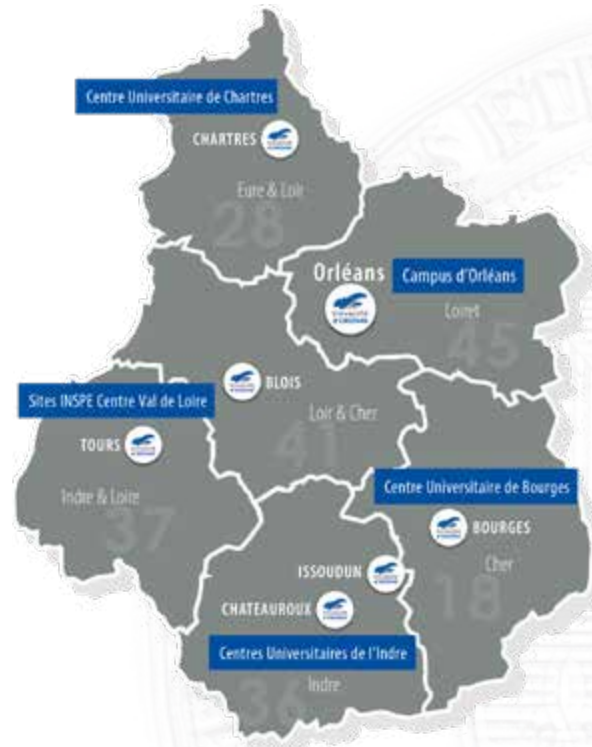 Centre Universitaire de Chartres
CHARTRES
Eure & Loir
28
Orléans
Campus d'Orléans
Loiret
45
BLOIS
Sites INSPE Centre Val de Loire
Loir & Cher
TOURS
41
Centre Universitaire de Bourges
Indre & Loire
37
BOURGES
ISSOUDUN
Cher
18
CHATEAUROUX
Centres Universitaires de l'Indre
Indre
36